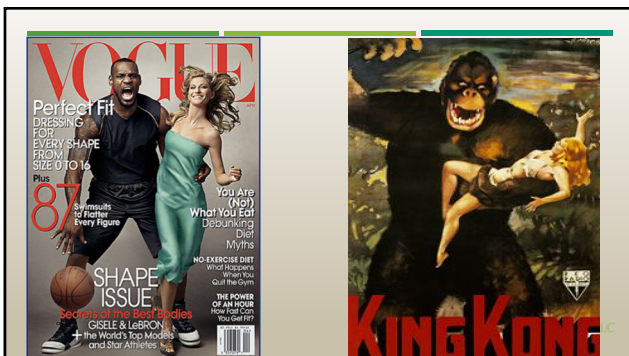 VOGUE
Perfect Fit
DRESSING
FOR
EVERY SHAPE
FROM
SIZE 0 TO 16
Plus
87
Swimsuits
to Flatter
Every Figure
SHAPE
ISSUE
Secrets of the Best Bodies
GISELE & LEBRON
+ the World's Top Models
and Star Athletes
You Are
(Not)
What You Eat
Debunking
Diet
Myths
NO-EXERCISE DIET
What Happens
When You
Quit the Gym
THE POWER
OF AN HOUR
How Fast Can
You Get Fit?
KING KONG
LC